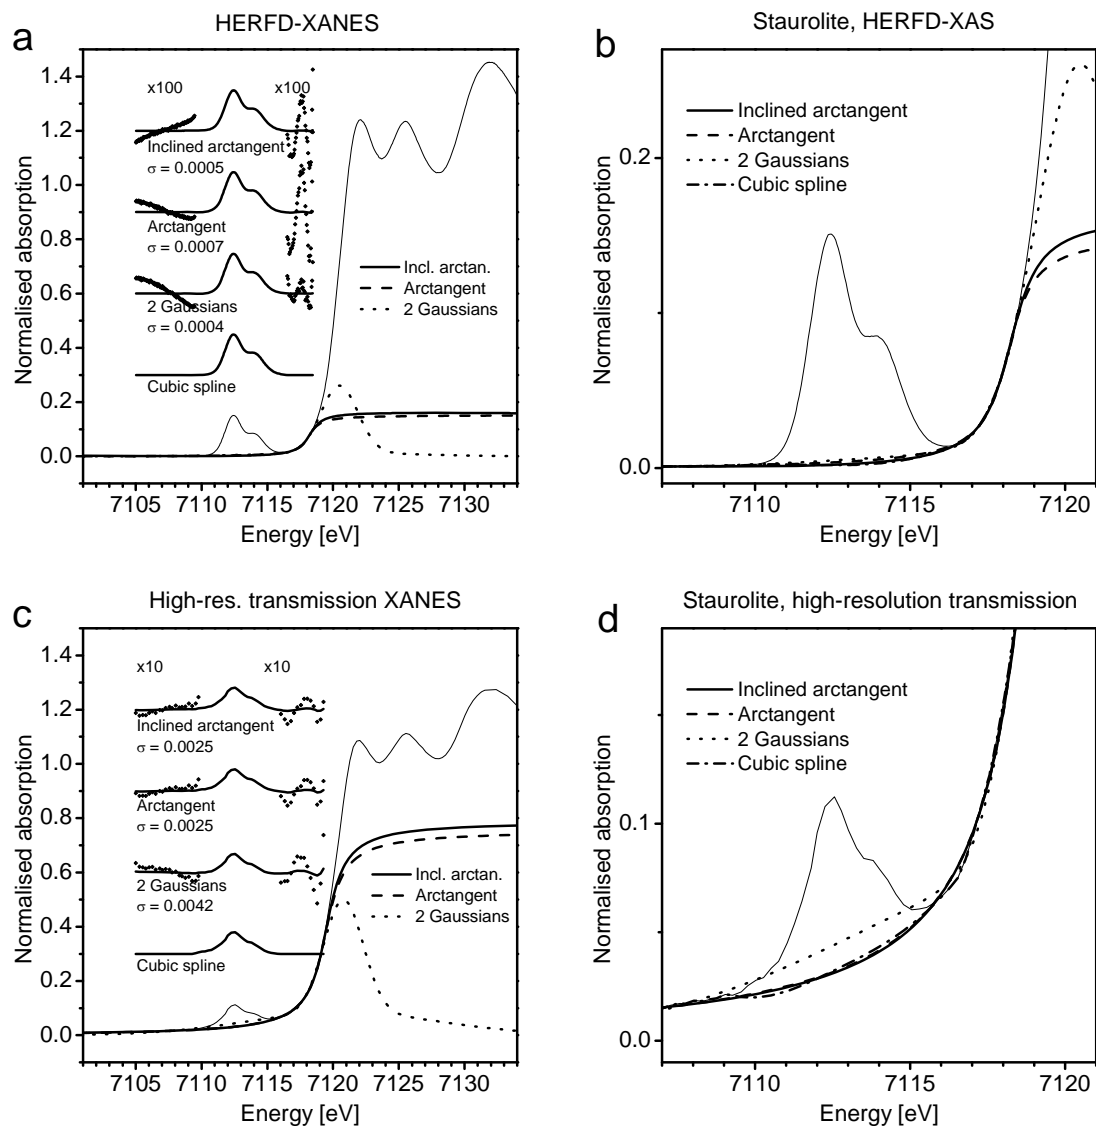 a
HERFD-XANES
Normalised absorption
1.4
1.2
1.0
0.8
0.6
0.4
0.2
0.0
x100
x100
Inclined arctangent
σ = 0.0005
Arctangent
σ = 0.0007
2 Gaussians
σ = 0.0004
Cubic spline
Incl. arctan.
Arctangent
2 Gaussians
7105 7110 7115 7120 7125 7130
Energy [eV]
b
Staurolite, HERFD-XAS
Normalised absorption
0.2
0.0
Inclined arctangent
Arctangent
2 Gaussians
Cubic spline
7110 7115 7120
Energy [eV]
c
High-res. transmission XANES
Normalised absorption
1.4
1.2
1.0
0.8
0.6
0.4
0.2
0.0
x10
x10
Inclined arctangent
σ = 0.0025
Arctangent
σ = 0.0025
2 Gaussians
σ = 0.0042
Cubic spline
Incl. arctan.
Arctangent
2 Gaussians
7105 7110 7115 7120 7125 7130
Energy [eV]
d
Staurolite, high-resolution transmission
Normalised absorption
0.1
0.0
Inclined arctangent
Arctangent
2 Gaussians
Cubic spline
7110 7115 7120
Energy [eV]